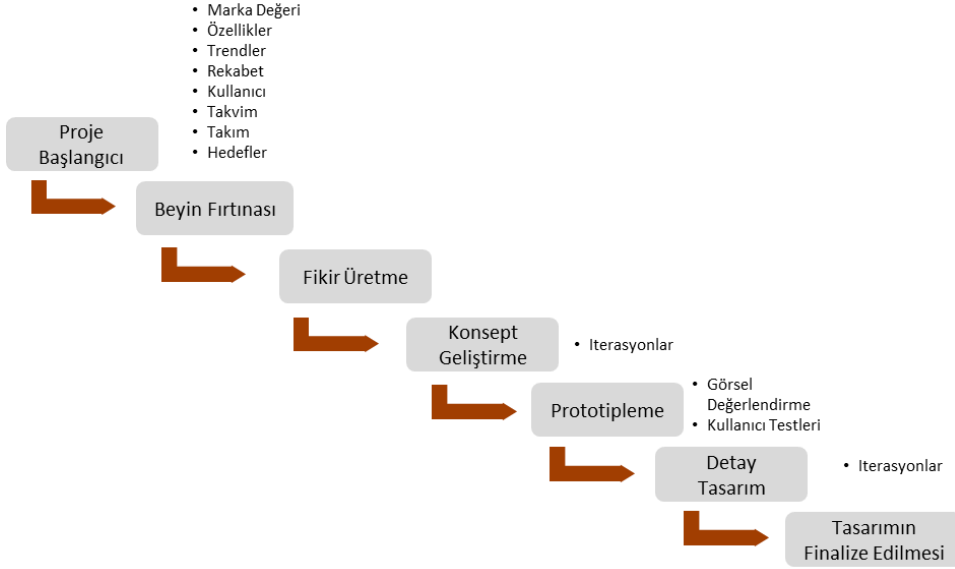 • Marka Değeri
• Özellikler
• Trendler
• Rekabet
• Kullanıcı
• Takvim
• Takım
• Hedefler
Proje
Başlangıcı
Beyin Fırtınası
Fikir Üretme
Konsept
Geliştirme
• Iterasyonlar
Prototipleme
• Görsel
Değerlendirme
• Kullanıcı Testleri
Detay
Tasarım
• Iterasyonlar
Tasarımın
Finalize Edilmesi